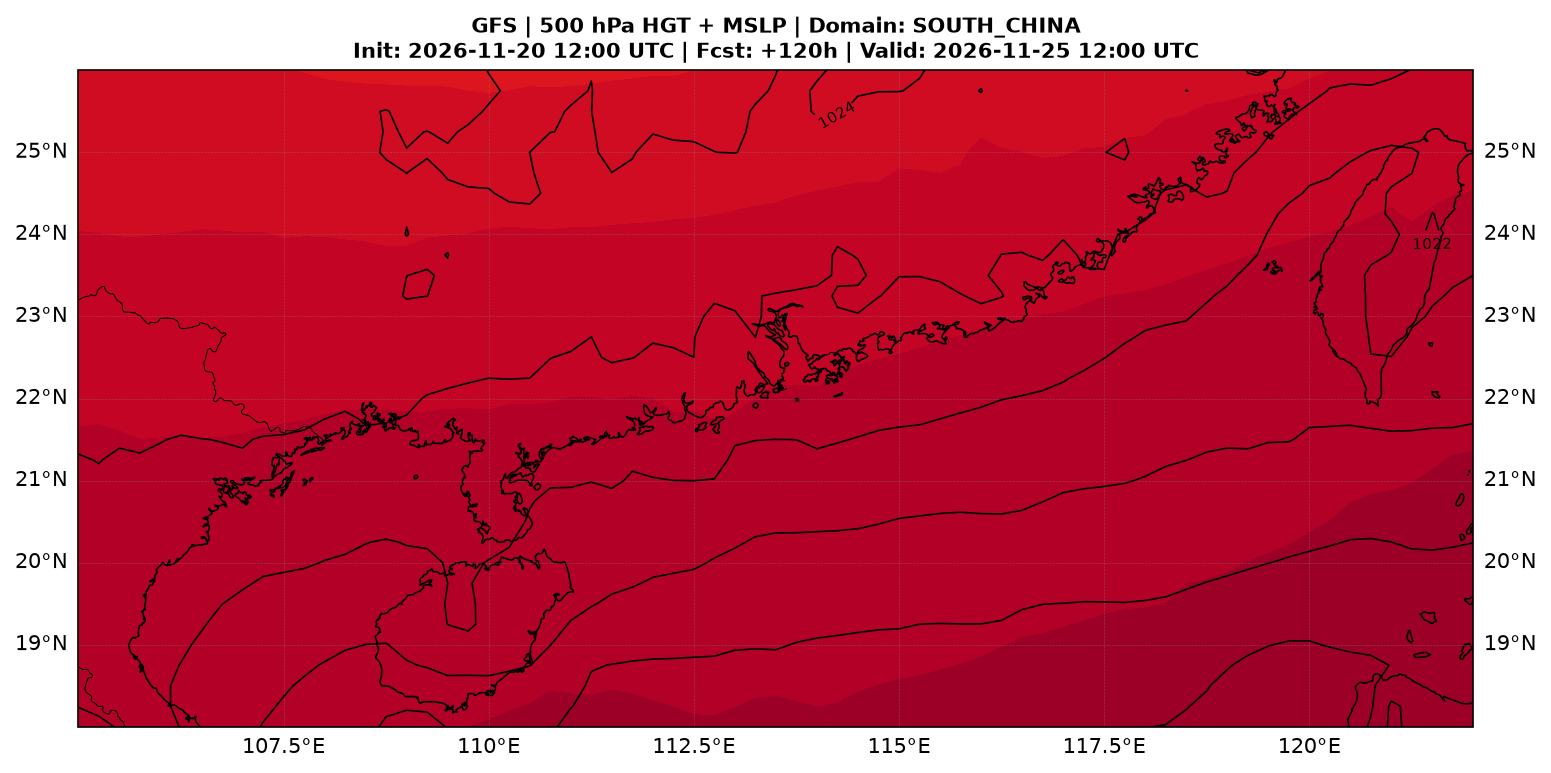 GFS | 500 hPa HGT + MSLP | Domain: SOUTH_CHINA
Init: 2026-11-20 12:00 UTC | Fcst: +120h | Valid: 2026-11-25 12:00 UTC
1024
25°N 25°N
24°N 24°N
1022
23°N 23°N
22°N 22°N
21°N 21°N
20°N 20°N
19°N 19°N
107.5°E 110°E 112.5°E 115°E 117.5°E 120°E